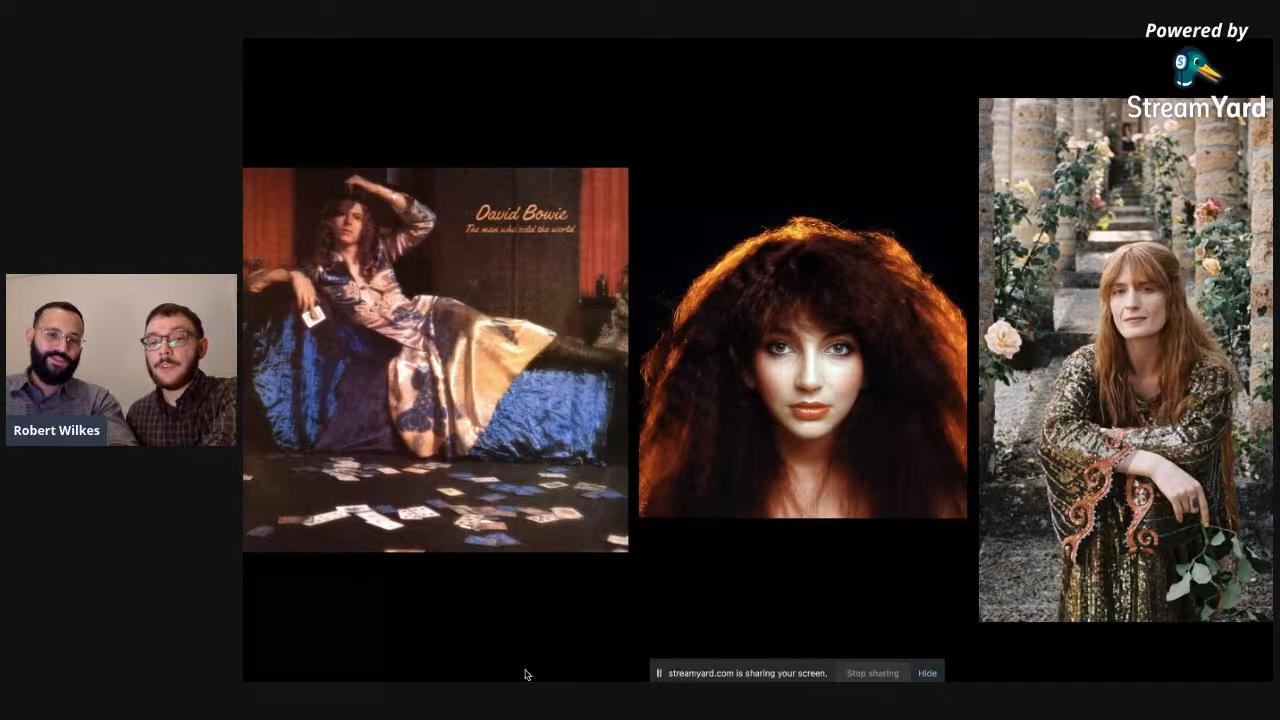 Powered by
StreamYard
David Bowie
The man who sold the world
Robert Wilkes
streamyard.com is sharing your screen.
Stop sharing
Hide